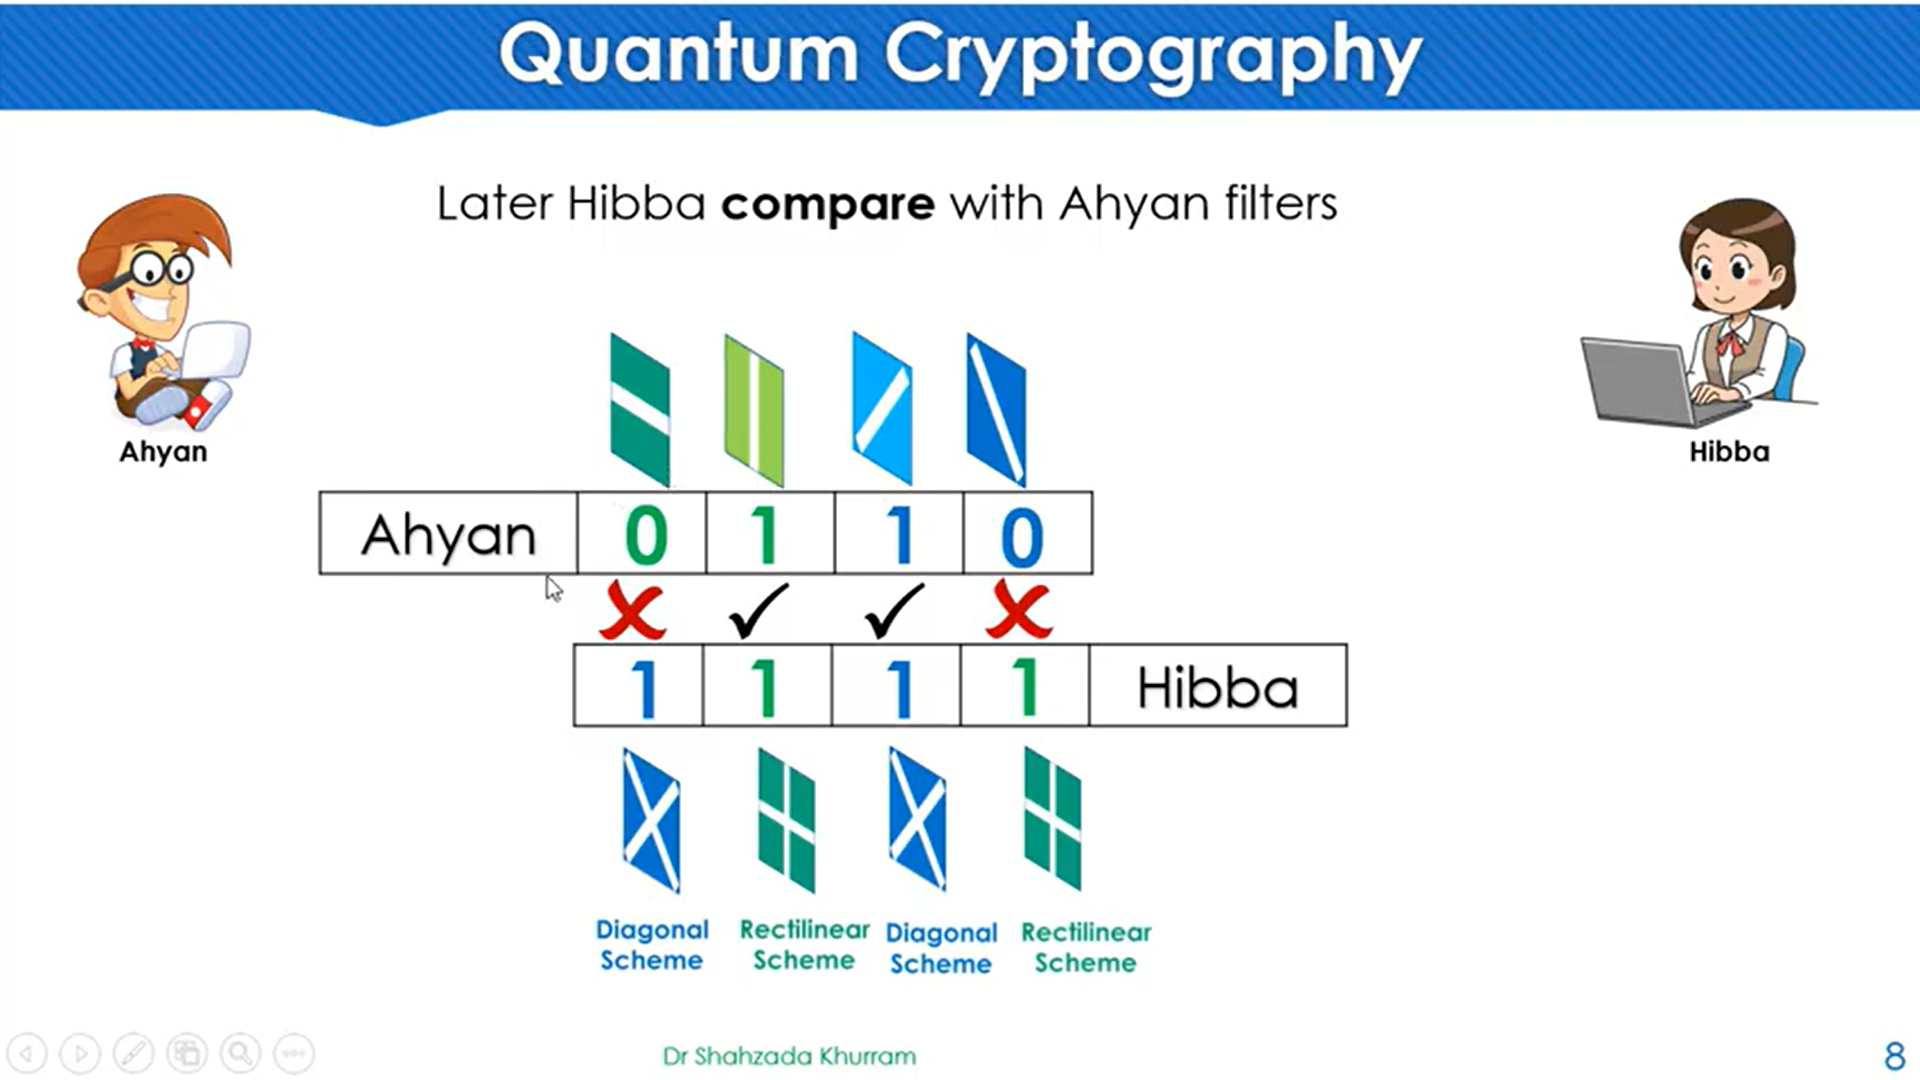 Quantum Cryptography
Later Hibba compare with Ahyan filters
Ahyan
Hibba
Ahyan 0 1 1 0
1 1 1 1 Hibba
Diagonal Scheme
Rectilinear Scheme
Diagonal Scheme
Rectilinear Scheme
Dr Shahzada Khurram
8